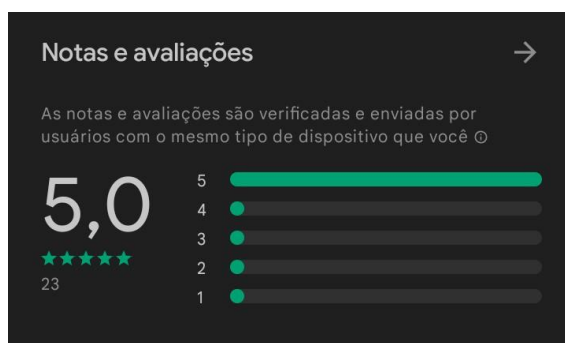 Notas e avaliações
As notas e avaliações são verificadas e enviadas por
usuários com o mesmo tipo de dispositivo que você
5,0
23
5
4
3
2
1